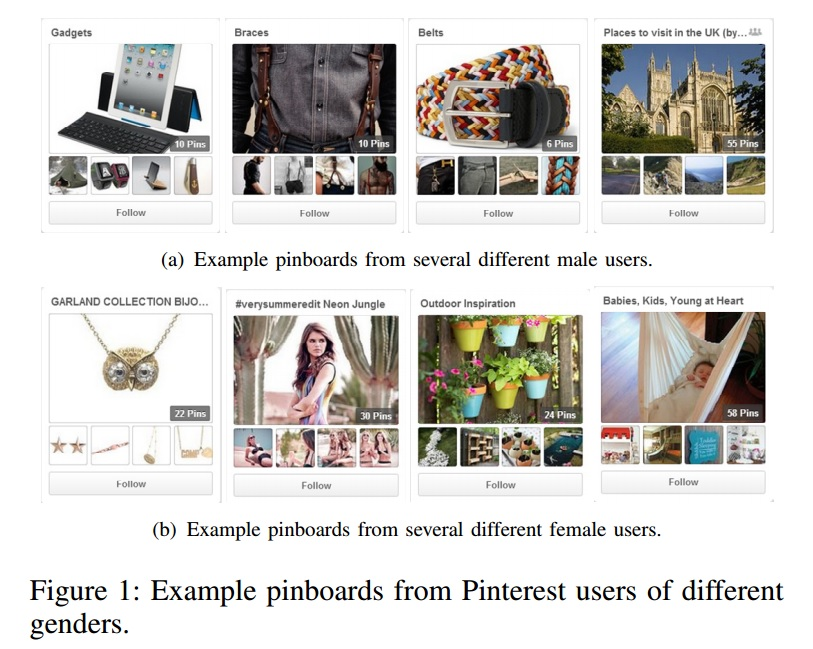 Gadgets
10 Pins
Follow
Braces
10 Pins
Follow
Belts
6 Pins
Follow
Places to visit in the UK (by...
55 Pins
Follow
(a) Example pinboards from several different male users.
GARLAND COLLECTION BIJO...
22 Pins
Follow
#verysummeredit Neon Jungle
30 Pins
Follow
Outdoor Inspiration
24 Pins
Follow
Babies, Kids, Young at Heart
58 Pins
Follow
(b) Example pinboards from several different female users.
Figure 1: Example pinboards from Pinterest users of different
genders.